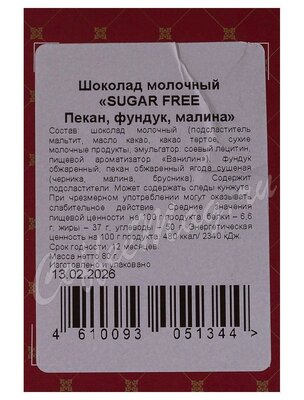 Шоколад молочный
«SUGAR FREE
Пекан, фундук, малина»
Состав: шоколад молочный (подсластитель
мальтит, масло какао, какао тертое, сухие
молочные продукты, эмульгатор: соевый лецитин,
пищевой ароматизатор «Ванилин»), фундук
обжаренный, пекан обжаренный ягода сушеная
(черника, малина, брусника). Содержит
подсластители. Может содержать следы кунжута.
При чрезмерном употреблении могут оказывать
слабительное действие. Средние значения
пищевой ценности на 100 г продукта: белки – 6,6
г; жиры – 37 г, углеводы – 50 г. Энергетическая
ценность на 100 г продукта 480 ккал/ 2340 кДж.
Срок годности: 12 месяцев.
Масса нетто 80 г.
Изготовлено и упаковано
13.02.2026
4 610093 051344 >